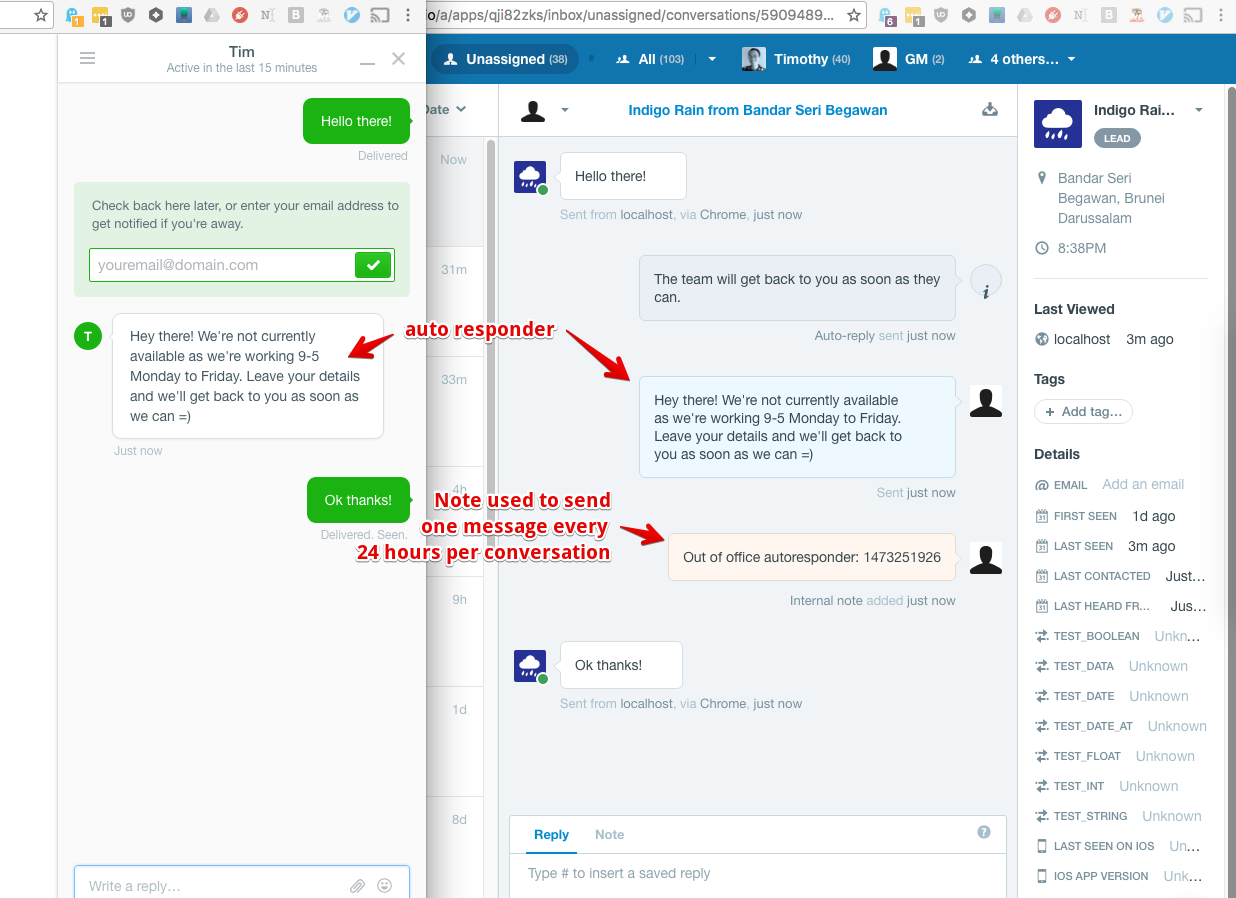 o/a/apps/qji82zks/inbox/unassigned/conversations/5909489...
1
1
6
1
Tim
Active in the last 15 minutes
Hello there!
Delivered
Check back here later, or enter your email address to
get notified if you're away.
youremail@domain.com
T
Hey there! We're not currently
available as we're working 9-5
Monday to Friday. Leave your details
and we'll get back to you as soon as
we can =)
Just now
Ok thanks!
Delivered. Seen.
Write a reply…
auto responder
Note used to send
one message every
24 hours per conversation
Unassigned (38)
All (103)
Timothy (40)
GM (2)
4 others...
Date
Now
31m
33m
4h
9h
1d
8d
Indigo Rain from Bandar Seri Begawan
Hello there!
Sent from localhost, via Chrome, just now
The team will get back to you as soon as they
can.
Auto-reply sent just now
Hey there! We're not currently available
as we're working 9-5 Monday to Friday.
Leave your details and we'll get back to
you as soon as we can =)
Sent just now
Out of office autoresponder: 1473251926
Internal note added just now
Ok thanks!
Sent from localhost, via Chrome, just now
Reply
Note
Type # to insert a saved reply
Indigo Rai...
LEAD
Bandar Seri
Begawan, Brunei
Darussalam
8:38PM
Last Viewed
localhost 3m ago
Tags
+ Add tag...
Details
EMAIL Add an email
FIRST SEEN 1d ago
LAST SEEN 3m ago
LAST CONTACTED Just...
LAST HEARD FR... Jus...
TEST_BOOLEAN Unkn...
TEST_DATA Unknown
TEST_DATE Unknown
TEST_DATE_AT Unknown
TEST_FLOAT Unknown
TEST_INT Unknown
TEST_STRING Unknown
LAST SEEN ON IOS Un...
IOS APP VERSION Unk...